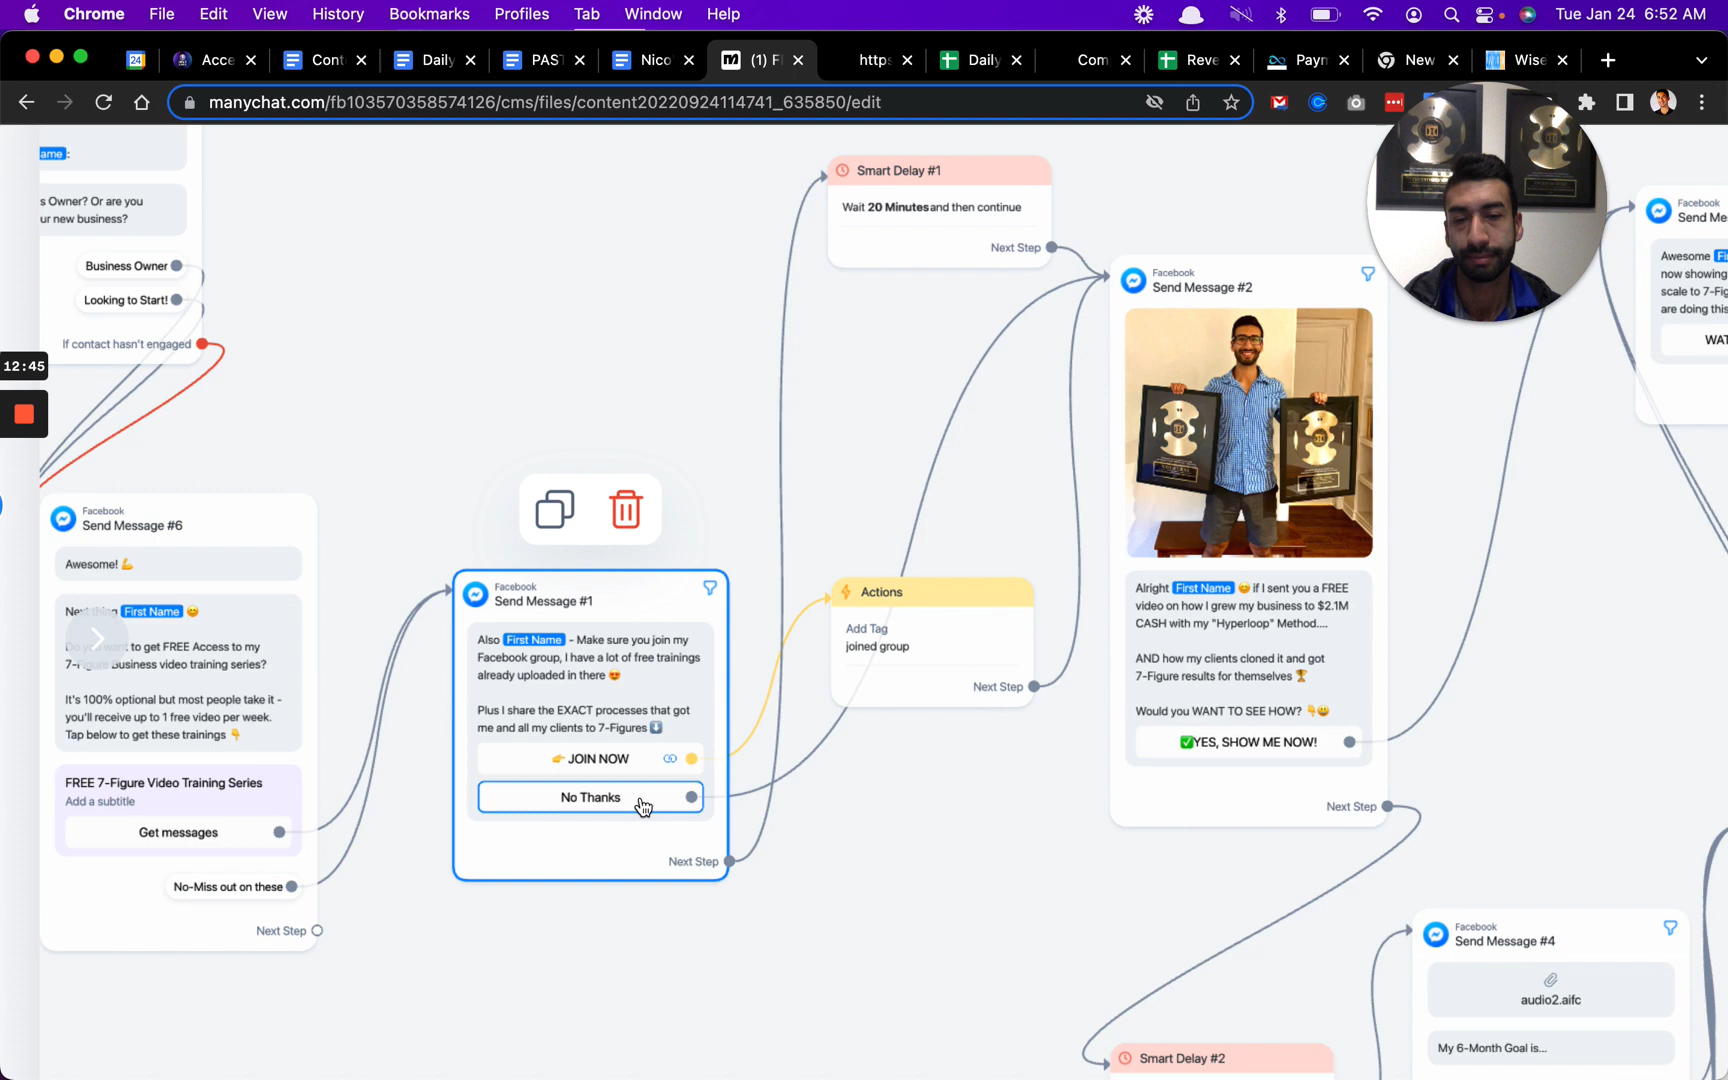 Chrome File Edit View History Bookmarks Profiles Tab Window Help Tue Jan 24 6:52 AM
Acce Cont Daily PAST Nico (1) Fl https Daily Com Reve Payn New Wise
manychat.com/fb103570358574126/cms/files/content20220924114741_635850/edit
ame :
s Owner? Or are you
ur new business?
Business Owner
Looking to Start!
If contact hasn't engaged
12:45
Facebook
Send Message #6
Awesome! 💪
Next thing First Name 😊
Do you want to get FREE Access to my
7-Figure Business video training series?
It's 100% optional but most people take it -
you'll receive up to 1 free video per week.
Tap below to get these trainings 👇
FREE 7-Figure Video Training Series
Add a subtitle
Get messages
No-Miss out on these
Next Step
Facebook
Send Message #1
Also First Name - Make sure you join my
Facebook group, I have a lot of free trainings
already uploaded in there 😍
Plus I share the EXACT processes that got
me and all my clients to 7-Figures ⬇️
👉 JOIN NOW
No Thanks
Next Step
Smart Delay #1
Wait 20 Minutes and then continue
Next Step
Actions
Add Tag
joined group
Next Step
Facebook
Send Message #2
Alright First Name 😊 if I sent you a FREE
video on how I grew my business to $2.1M
CASH with my "Hyperloop" Method....
AND how my clients cloned it and got
7-Figure results for themselves 🏆
Would you WANT TO SEE HOW? 👇😃
✅YES, SHOW ME NOW!
Next Step
Smart Delay #2
Facebook
Send Me
Awesome Fi
now showing
scale to 7-Fig
are doing this
WAT
Facebook
Send Message #4
audio2.aifc
My 6-Month Goal is...